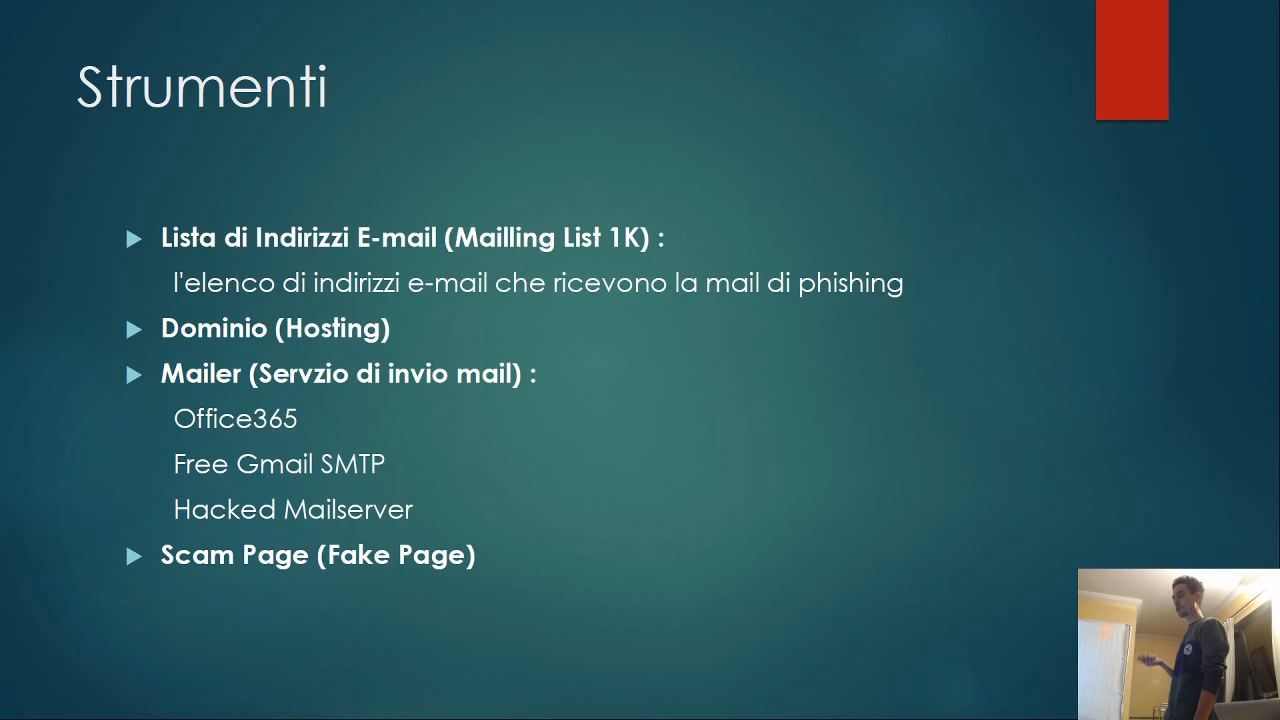 Strumenti
Lista di Indirizzi E-mail (Mailling List 1K) :
l'elenco di indirizzi e-mail che ricevono la mail di phishing
Dominio (Hosting)
Mailer (Servzio di invio mail) :
Office365
Free Gmail SMTP
Hacked Mailserver
Scam Page (Fake Page)